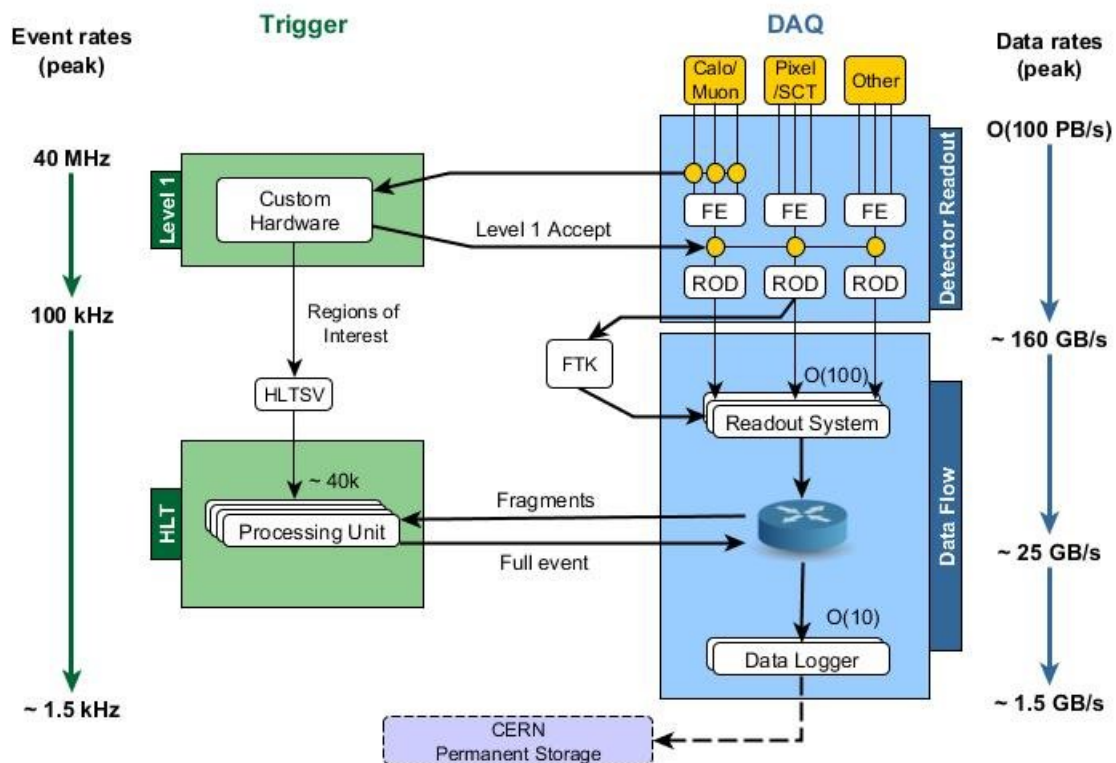 Event rates
(peak)
Trigger
DAQ
Data rates
(peak)
Calo/
Muon
Pixel
/SCT
Other
O(100 PB/s)
40 MHz
Level 1
Custom
Hardware
FE
FE
FE
Level 1 Accept
ROD
ROD
ROD
Detector Readout
100 kHz
Regions of
Interest
~ 160 GB/s
FTK
HLTSV
O(100)
Readout System
~ 40k
HLT
Processing Unit
Fragments
Full event
Data Flow
~ 25 GB/s
O(10)
Data Logger
~ 1.5 kHz
~ 1.5 GB/s
CERN
Permanent Storage